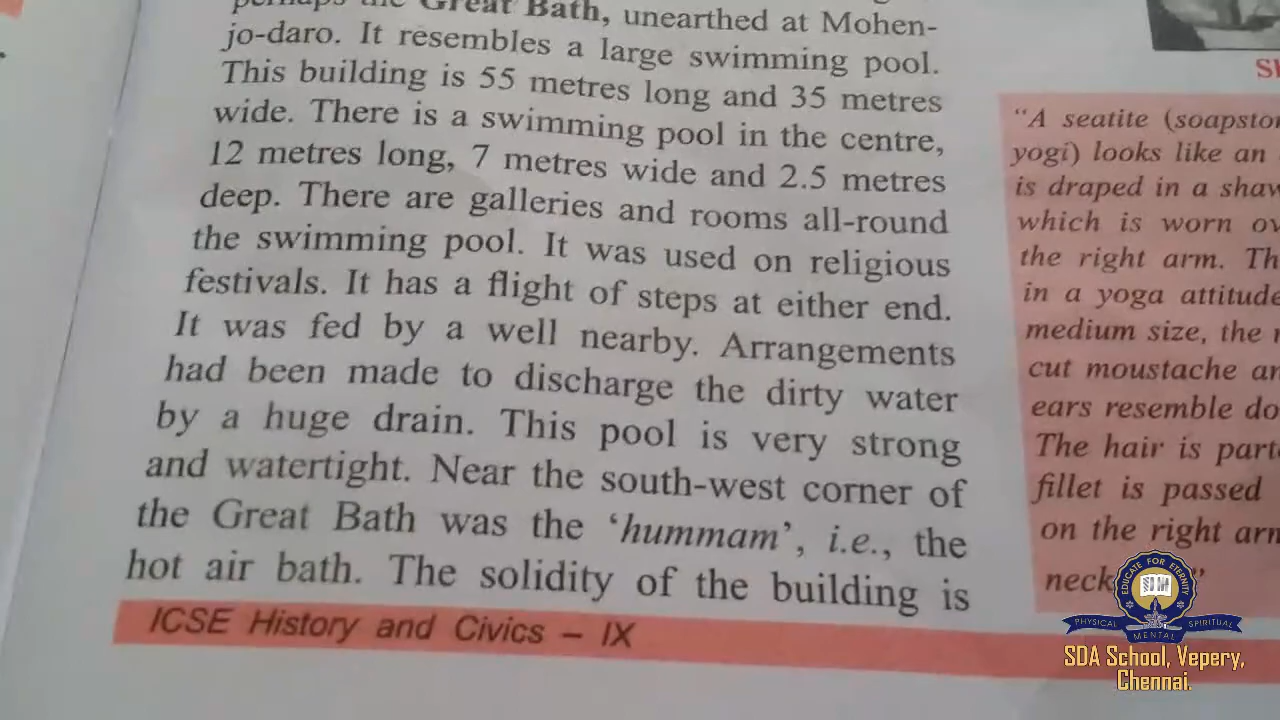 perhaps the Great Bath, unearthed at Mohen-
jo-daro. It resembles a large swimming pool.
This building is 55 metres long and 35 metres
wide. There is a swimming pool in the centre,
12 metres long, 7 metres wide and 2.5 metres
deep. There are galleries and rooms all-round
the swimming pool. It was used on religious
festivals. It has a flight of steps at either end.
It was fed by a well nearby. Arrangements
had been made to discharge the dirty water
by a huge drain. This pool is very strong
and watertight. Near the south-west corner of
the Great Bath was the ‘hummam’, i.e., the
hot air bath. The solidity of the building is
ICSE History and Civics – IX
“A seatite (soapston
yogi) looks like an
is draped in a shaw
which is worn ov
the right arm. Th
in a yoga attitude
medium size, the
cut moustache an
ears resemble do
The hair is part
fillet is passed
on the right arm
neck ”
EDUCATE FOR ETERNITY
PHYSICAL MENTAL SPIRITUAL
SDA School, Vepery,
Chennai.